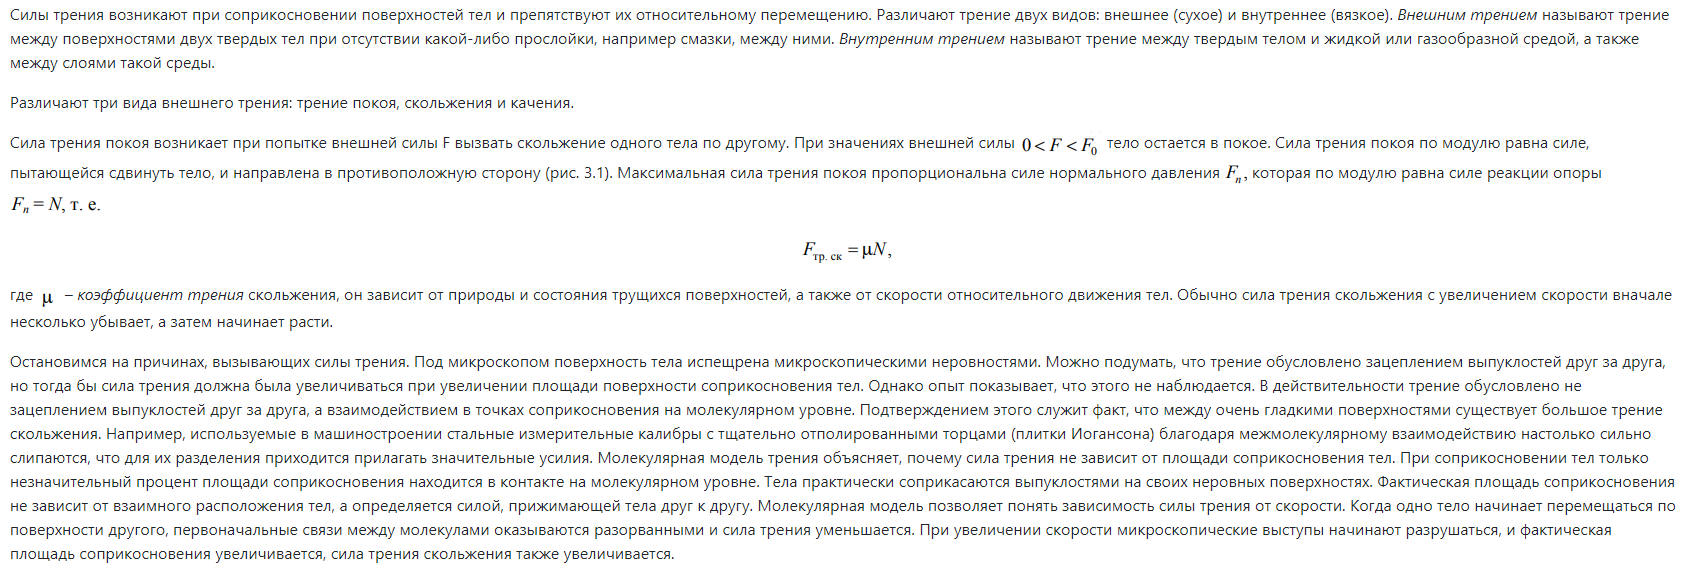 Силы трения возникают при соприкосновении поверхностей тел и препятствуют их относительному перемещению. Различают трение двух видов: внешнее (сухое) и внутреннее (вязкое). Внешним трением называют трение
между поверхностями двух твердых тел при отсутствии какой-либо прослойки, например смазки, между ними. Внутренним трением называют трение между твердым телом и жидкой или газообразной средой, а также
между слоями такой среды.
Различают три вида внешнего трения: трение покоя, скольжения и качения.
Сила трения покоя возникает при попытке внешней силы F вызвать скольжение одного тела по другому. При значениях внешней силы 0 < F < F₀ тело остается в покое. Сила трения покоя по модулю равна силе,
пытающейся сдвинуть тело, и направлена в противоположную сторону (рис. 3.1). Максимальная сила трения покоя пропорциональна силе нормального давления Fₙ, которая по модулю равна силе реакции опоры
Fₙ = N, т. е.
Fтр. ск = μN,
где μ – коэффициент трения скольжения, он зависит от природы и состояния трущихся поверхностей, а также от скорости относительного движения тел. Обычно сила трения скольжения с увеличением скорости вначале
несколько убывает, а затем начинает расти.
Остановимся на причинах, вызывающих силы трения. Под микроскопом поверхность тела испещрена микроскопическими неровностями. Можно подумать, что трение обусловлено зацеплением выпуклостей друг за друга,
но тогда бы сила трения должна была увеличиваться при увеличении площади поверхности соприкосновения тел. Однако опыт показывает, что этого не наблюдается. В действительности трение обусловлено не
зацеплением выпуклостей друг за друга, а взаимодействием в точках соприкосновения на молекулярном уровне. Подтверждением этого служит факт, что между очень гладкими поверхностями существует большое трение
скольжения. Например, используемые в машиностроении стальные измерительные калибры с тщательно отполированными торцами (плитки Иогансона) благодаря межмолекулярному взаимодействию настолько сильно
слипаются, что для их разделения приходится прилагать значительные усилия. Молекулярная модель трения объясняет, почему сила трения не зависит от площади соприкосновения тел. При соприкосновении тел только
незначительный процент площади соприкосновения находится в контакте на молекулярном уровне. Тела практически соприкасаются выпуклостями на своих неровных поверхностях. Фактическая площадь соприкосновения
не зависит от взаимного расположения тел, а определяется силой, прижимающей тела друг к другу. Молекулярная модель позволяет понять зависимость силы трения от скорости. Когда одно тело начинает перемещаться по
поверхности другого, первоначальные связи между молекулами оказываются разорванными и сила трения уменьшается. При увеличении скорости микроскопические выступы начинают разрушаться, и фактическая
площадь соприкосновения увеличивается, сила трения скольжения также увеличивается.